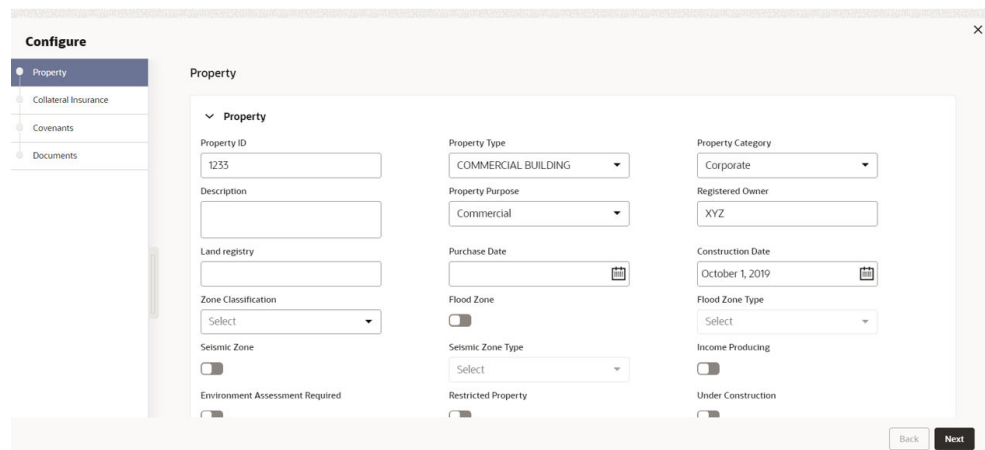 Configure
Property
Collateral Insurance
Covenants
Documents
Property
Property
Property ID
Property Type
Property Category
1233
COMMERCIAL BUILDING
Corporate
Description
Property Purpose
Registered Owner
Commercial
XYZ
Land registry
Purchase Date
Construction Date
October 1, 2019
Zone Classification
Flood Zone
Flood Zone Type
Select
Select
Seismic Zone
Seismic Zone Type
Income Producing
Select
Environment Assessment Required
Restricted Property
Under Construction
Back
Next